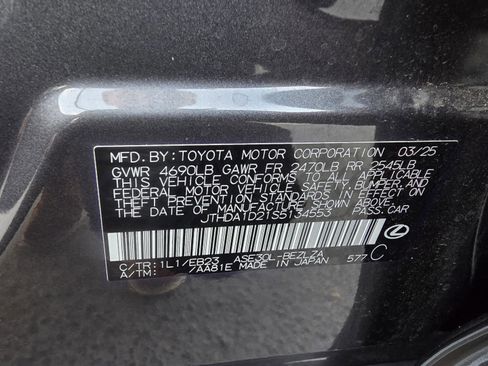 MFD. BY: TOYOTA MOTOR CORPORATION 03/25
GVWR 4690LB GAWR FR 2470LB RR 2545LB
THIS VEHICLE CONFORMS TO ALL APPLICABLE
FEDERAL MOTOR VEHICLE SAFETY, BUMPER, AND
THEFT PREVENTION STANDARDS IN EFFECT ON
THE DATE OF MANUFACTURE SHOWN ABOVE.
JTHDA1D21S5134553 PASS.CAR
C/TR: 1L1/EB23 ASE30L-BEZLZA
A/TM: 7AA81E MADE IN JAPAN 577 C